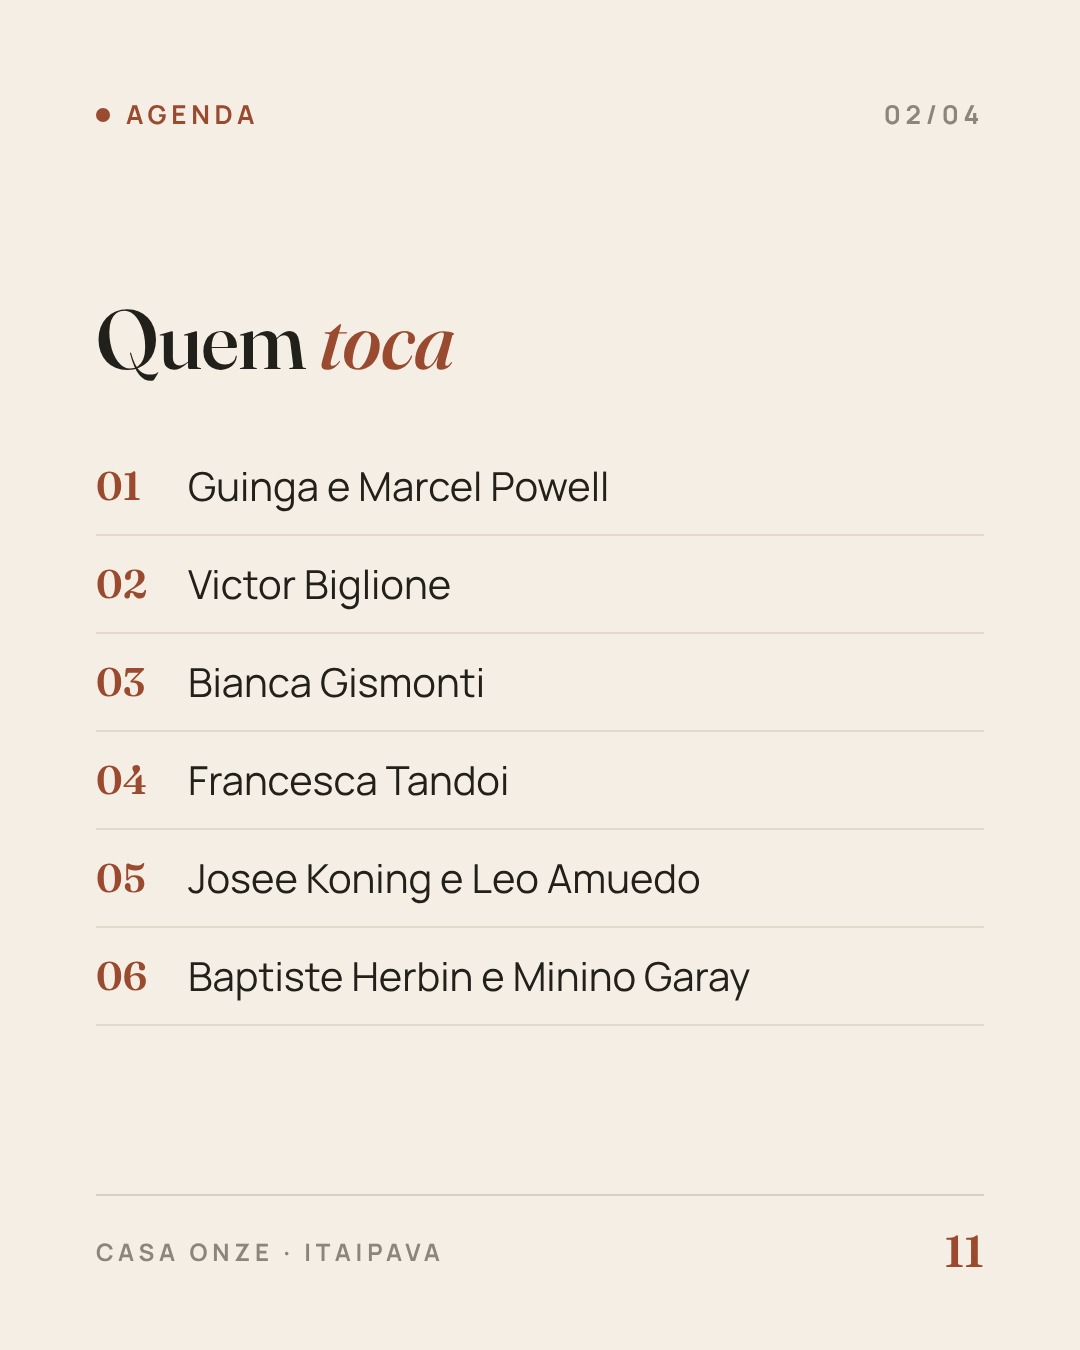 AGENDA
02/04
Quem toca
01 Guinga e Marcel Powell
02 Victor Biglione
03 Bianca Gismonti
04 Francesca Tandoi
05 Josee Koning e Leo Amuedo
06 Baptiste Herbin e Minino Garay
CASA ONZE · ITAIPAVA
11